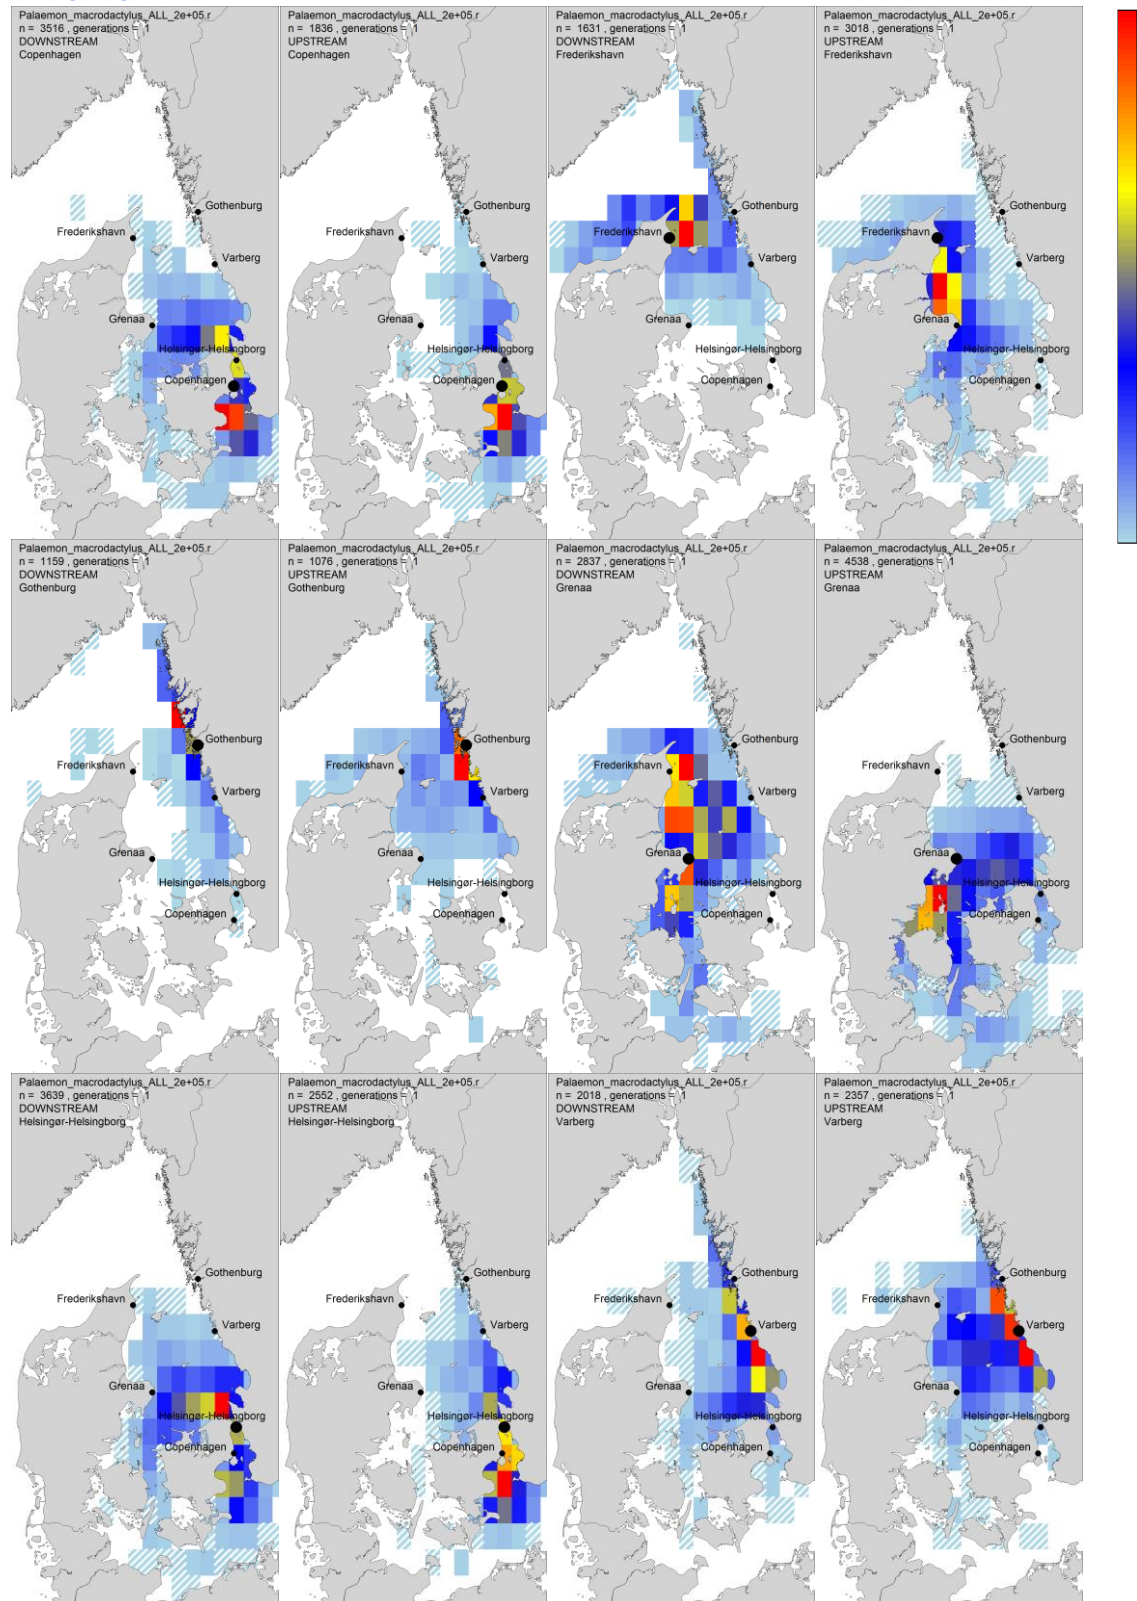 Palaemon_macrodactylus_ALL_2e+05.r
n = 3516 , generations = 1
DOWNSTREAM
Copenhagen
Gothenburg
Frederikshavn
Varberg
Grenaa
Helsingør-Helsingborg
Copenhagen
Palaemon_macrodactylus_ALL_2e+05.r
n = 1836 , generations = 1
UPSTREAM
Copenhagen
Gothenburg
Frederikshavn
Varberg
Grenaa
Helsingør-Helsingborg
Copenhagen
Palaemon_macrodactylus_ALL_2e+05.r
n = 1631 , generations = 1
DOWNSTREAM
Frederikshavn
Gothenburg
Frederikshavn
Varberg
Grenaa
Helsingør-Helsingborg
Copenhagen
Palaemon_macrodactylus_ALL_2e+05.r
n = 3018 , generations = 1
UPSTREAM
Frederikshavn
Gothenburg
Frederikshavn
Varberg
Grenaa
Helsingør-Helsingborg
Copenhagen
Palaemon_macrodactylus_ALL_2e+05.r
n = 1159 , generations = 1
DOWNSTREAM
Gothenburg
Gothenburg
Frederikshavn
Varberg
Grenaa
Helsingør-Helsingborg
Copenhagen
Palaemon_macrodactylus_ALL_2e+05.r
n = 1076 , generations = 1
UPSTREAM
Gothenburg
Gothenburg
Frederikshavn
Varberg
Grenaa
Helsingør-Helsingborg
Copenhagen
Palaemon_macrodactylus_ALL_2e+05.r
n = 2837 , generations = 1
DOWNSTREAM
Grenaa
Gothenburg
Frederikshavn
Varberg
Grenaa
Helsingør-Helsingborg
Copenhagen
Palaemon_macrodactylus_ALL_2e+05.r
n = 4538 , generations = 1
UPSTREAM
Grenaa
Gothenburg
Frederikshavn
Varberg
Grenaa
Helsingør-Helsingborg
Copenhagen
Palaemon_macrodactylus_ALL_2e+05.r
n = 3639 , generations = 1
DOWNSTREAM
Helsingør-Helsingborg
Gothenburg
Frederikshavn
Varberg
Grenaa
Helsingør-Helsingborg
Copenhagen
Palaemon_macrodactylus_ALL_2e+05.r
n = 2552 , generations = 1
UPSTREAM
Helsingør-Helsingborg
Gothenburg
Frederikshavn
Varberg
Grenaa
Helsingør-Helsingborg
Copenhagen
Palaemon_macrodactylus_ALL_2e+05.r
n = 2018 , generations = 1
DOWNSTREAM
Varberg
Gothenburg
Frederikshavn
Varberg
Grenaa
Helsingør-Helsingborg
Copenhagen
Palaemon_macrodactylus_ALL_2e+05.r
n = 2357 , generations = 1
UPSTREAM
Varberg
Gothenburg
Frederikshavn
Varberg
Grenaa
Helsingør-Helsingborg
Copenhagen